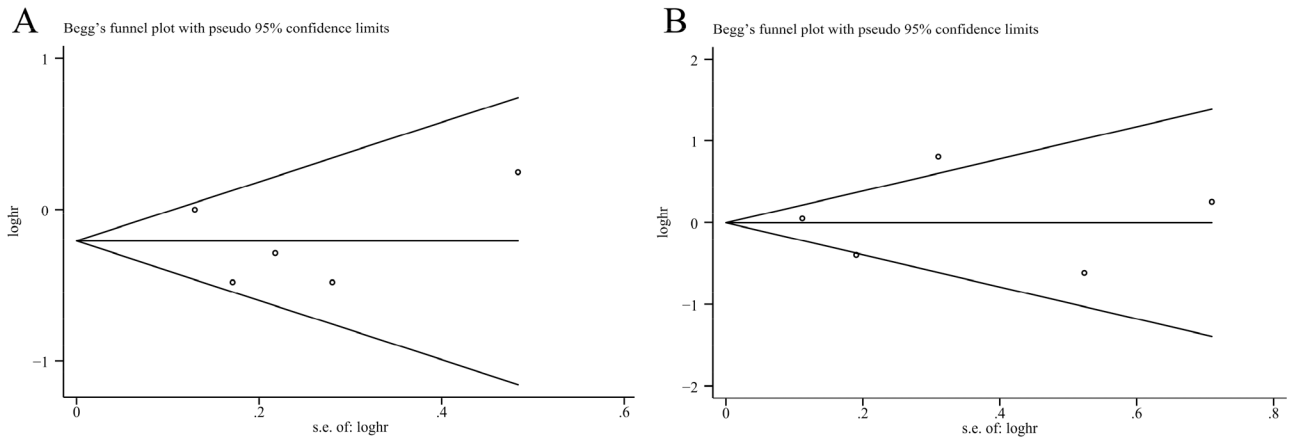 A
Begg's funnel plot with pseudo 95% confidence limits
1
0
−1
loghr
0
.2
.4
.6
s.e. of: loghr
B
Begg's funnel plot with pseudo 95% confidence limits
2
1
0
−1
−2
loghr
0
.2
.4
.6
.8
s.e. of: loghr